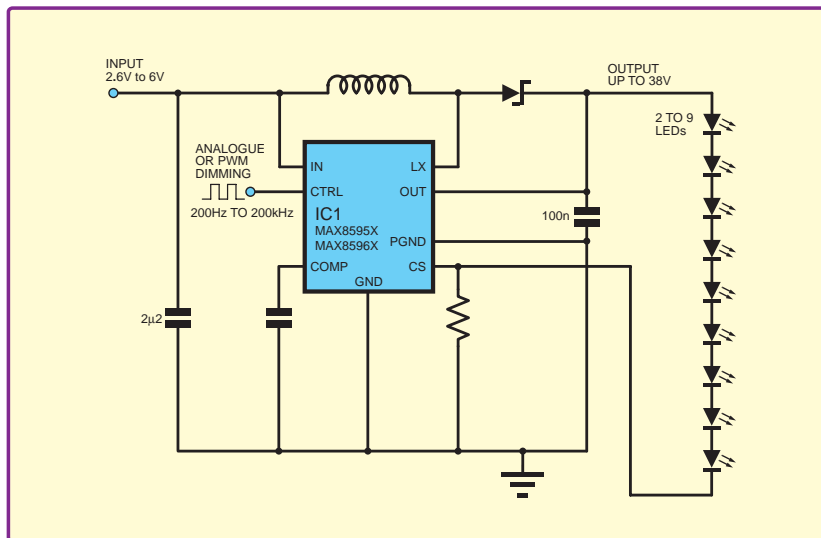 INPUT
2.6V to 6V
OUTPUT
UP TO 38V
2 TO 9
LEDs
ANALOGUE
OR PWM
DIMMING
200Hz TO 200kHz
IN
LX
CTRL
OUT
IC1
MAX8595X
MAX8596X
PGND
COMP
CS
GND
100n
2µ2